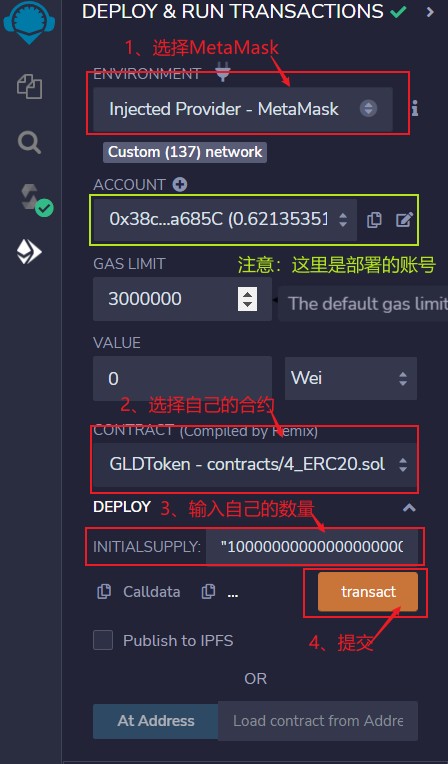 DEPLOY & RUN TRANSACTIONS
1、选择MetaMask
ENVIRONMENT
Injected Provider - MetaMask
Custom (137) network
ACCOUNT
0x38c...a685C (0.62135351
GAS LIMIT
注意：这里是部署的账号
3000000
The default gas limit
VALUE
0
Wei
2、选择自己的合约
CONTRACT (Compiled by Remix)
GLDToken - contracts/4_ERC20.sol
DEPLOY
3、输入自己的数量
INITIALSUPPLY:
Calldata
...
transact
Publish to IPFS
4、提交
OR
At Address
Load contract from Addre